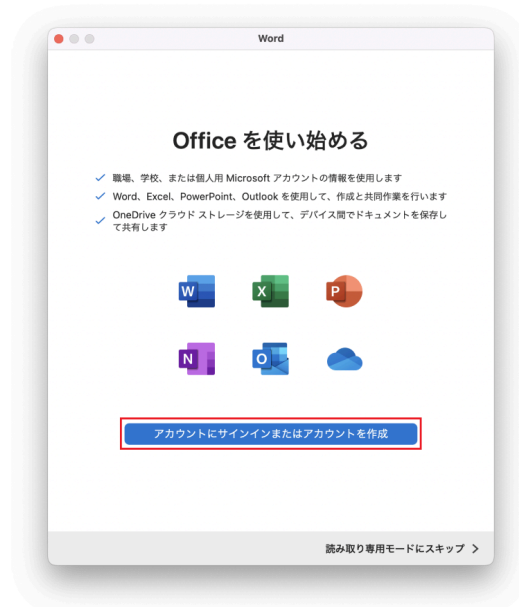 Word
Office を使い始める
職場、学校、または個人用 Microsoft アカウントの情報を使用します
Word、Excel、PowerPoint、Outlook を使用して、作成と共同作業を行います
OneDrive クラウド ストレージを使用して、デバイス間でドキュメントを保存し
て共有します
W X P
N O
アカウントにサインインまたはアカウントを作成
読み取り専用モードにスキップ